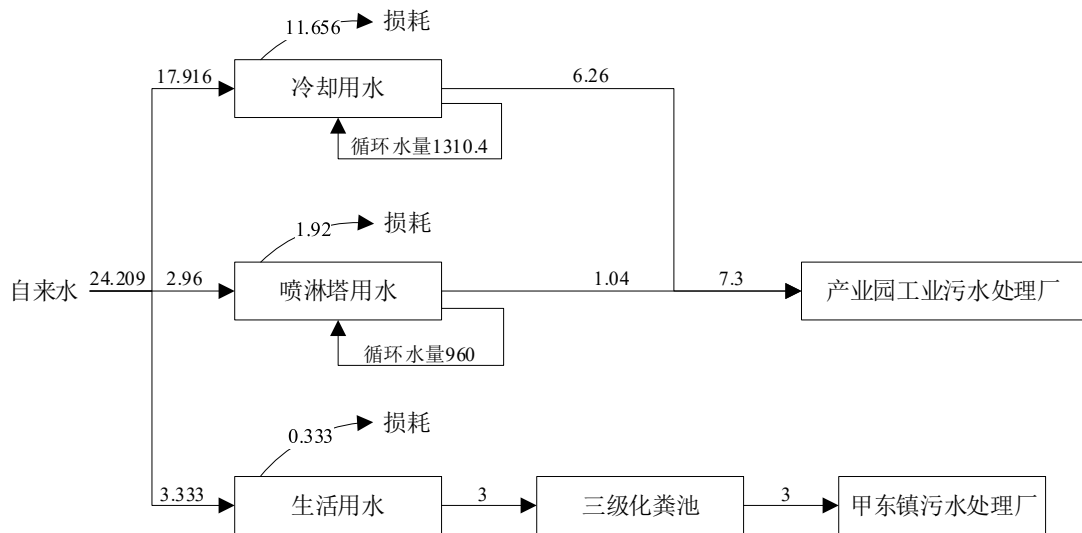 11.656
损耗
17.916
冷却用水
6.26
循环水量1310.4
1.92
损耗
自来水
24.209
2.96
喷淋塔用水
1.04
7.3
产业园工业污水处理厂
循环水量960
0.333
损耗
3.333
生活用水
3
三级化粪池
3
甲东镇污水处理厂